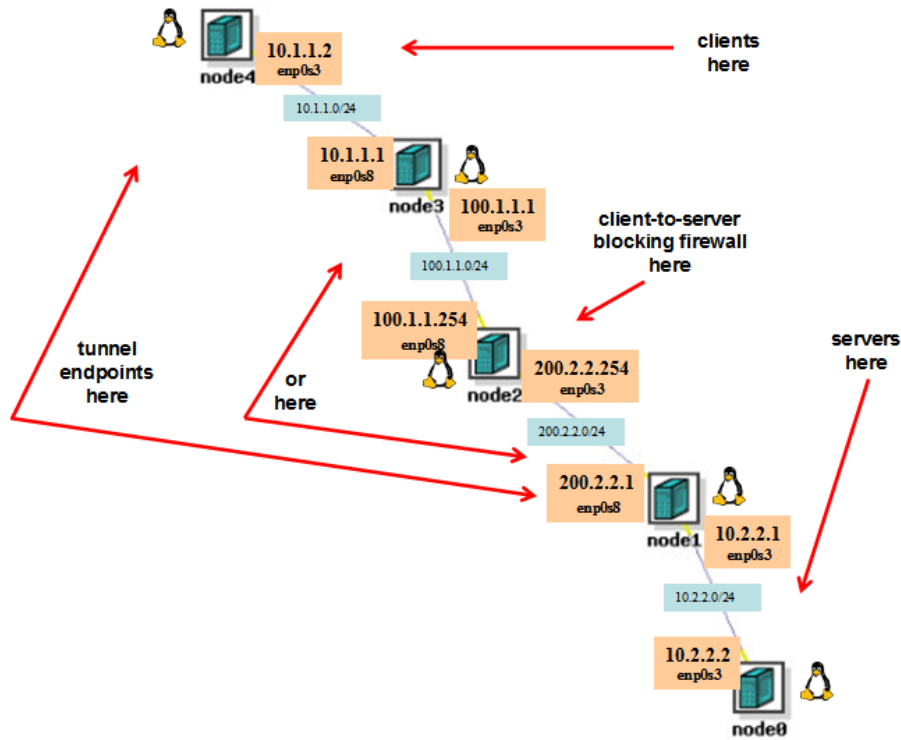 10.1.1.2
enp0s3
node4
clients
here
10.1.1.0/24
10.1.1.1
enp0s8
node3
100.1.1.1
enp0s3
client-to-server
blocking firewall
here
100.1.1.0/24
100.1.1.254
enp0s8
node2
200.2.2.254
enp0s3
servers
here
tunnel
endpoints
here
or
here
200.2.2.0/24
200.2.2.1
enp0s8
node1
10.2.2.1
enp0s3
10.2.2.0/24
10.2.2.2
enp0s3
node0